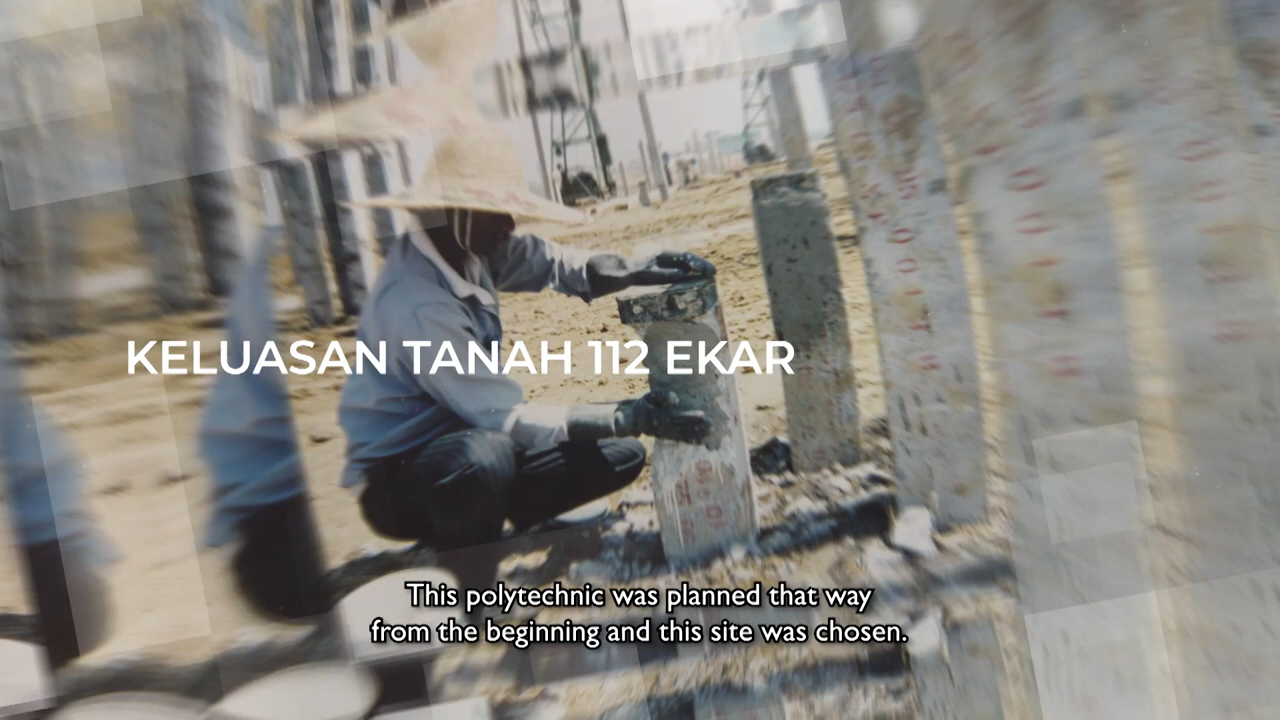 KELUASAN TANAH 112 EKAR
This polytechnic was planned that way
from the beginning and this site was chosen.